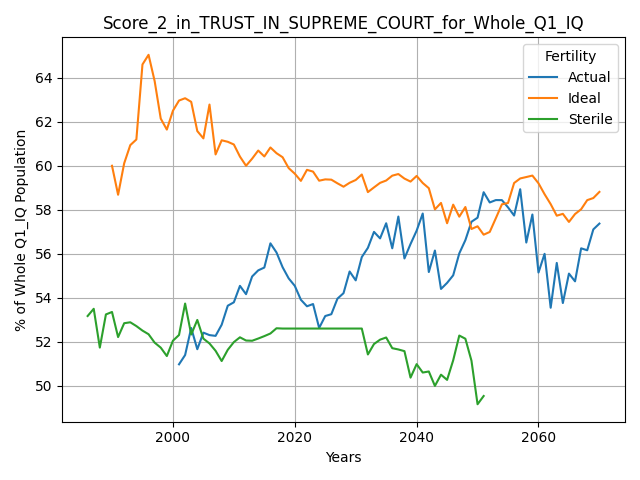 Score_2_in_TRUST_IN_SUPREME_COURT_for_Whole_Q1_IQ
Fertility
Actual
Ideal
Sterile
% of Whole Q1_IQ Population
64
62
60
58
56
54
52
50
2000 2020 2040 2060
Years